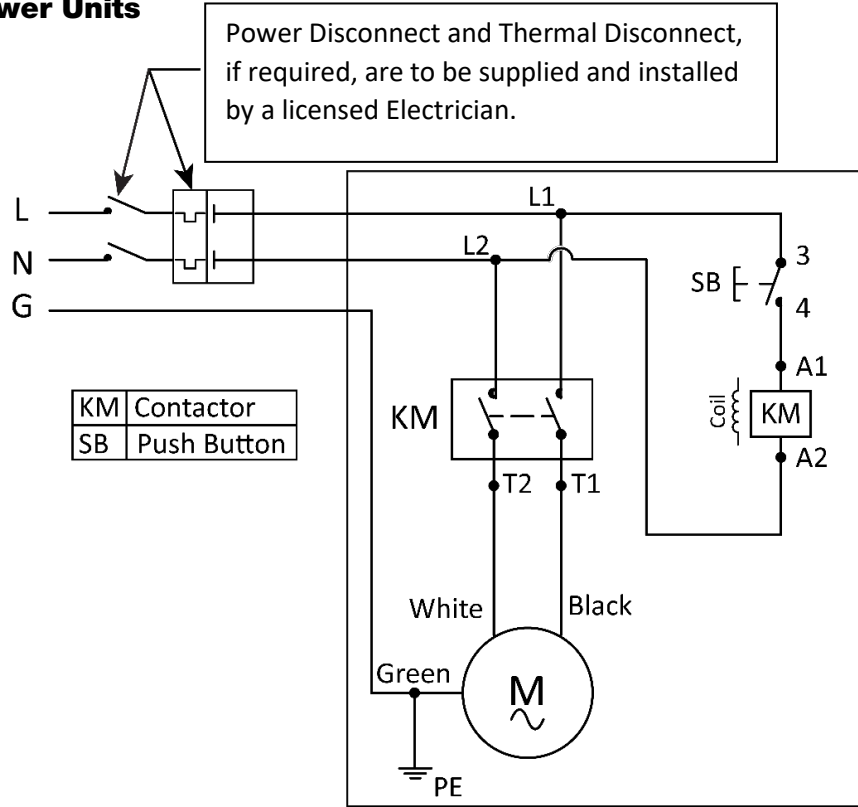 Units
Power Disconnect and Thermal Disconnect,
if required, are to be supplied and installed
by a licensed Electrician.
L
N
G
L1
L2
3
SB
4
A1
Coil
KM
A2
KM Contactor
SB Push Button
KM
T2
T1
White
Black
Green
M
PE